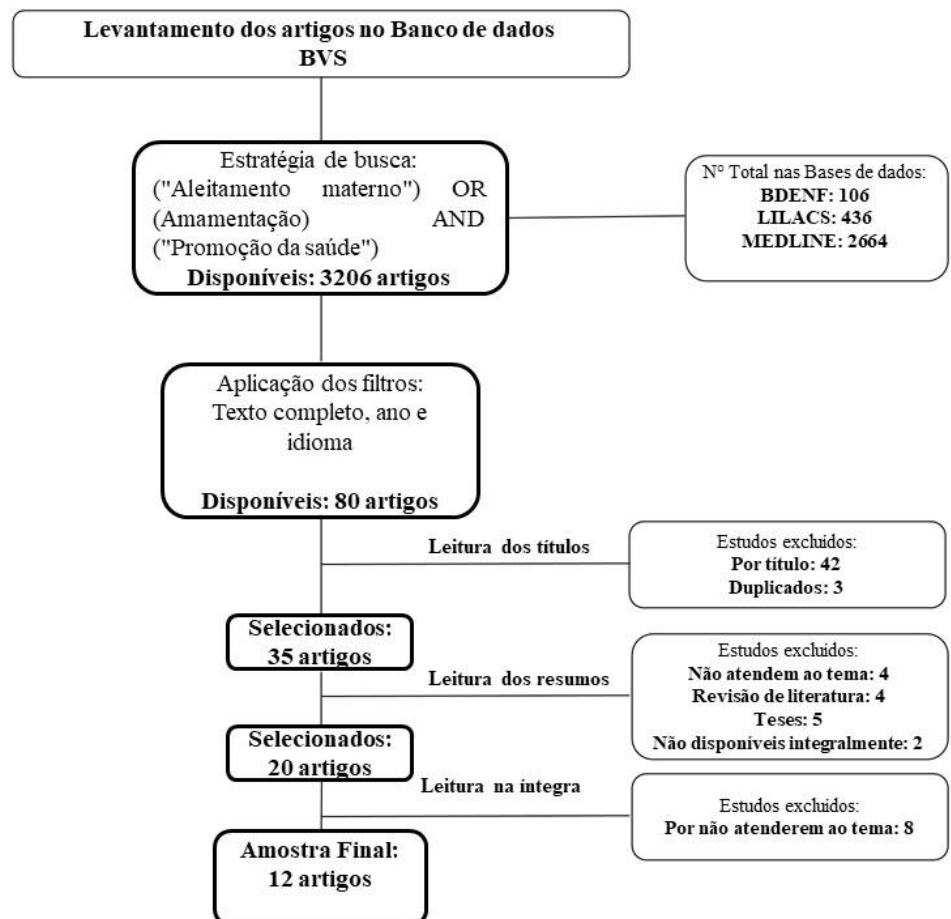 Levantamento dos artigos no Banco de dados
BVS
Estratégia de busca:
("Aleitamento materno") OR
(Amamentação) AND
("Promoção da saúde")
Disponíveis: 3206 artigos
N° Total nas Bases de dados:
BDENF: 106
LILACS: 436
MEDLINE: 2664
Aplicação dos filtros:
Texto completo, ano e
idioma
Disponíveis: 80 artigos
Leitura dos títulos
Estudos excluidos:
Por título: 42
Duplicados: 3
Selecionados:
35 artigos
Leitura dos resumos
Estudos excluidos:
Não atendem ao tema: 4
Revisão de literatura: 4
Teses: 5
Não disponíveis integralmente: 2
Selecionados:
20 artigos
Leitura na íntegra
Estudos excluidos:
Por não atenderem ao tema: 8
Amostra Final:
12 artigos